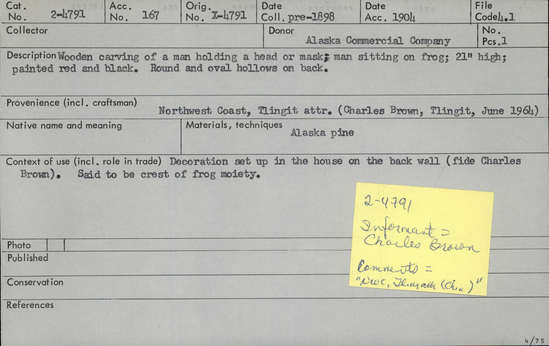 Cat. No. 2-4791 Acc. No. 167 Orig. No. X-4791 Date Coll. pre-1898 Date Acc. 1904 File Code 4.1
Collector Donor Alaska Commercial Company No. Pcs. 1
Description Wooden carving of a man holding a head or mask; man sitting on frog; 21" high;
painted red and black. Round and oval hollows on back.
Provenience (incl. craftsman) Northwest Coast, Tlingit attr. (Charles Brown, Tlingit, June 1964)
Native name and meaning Materials, techniques Alaska pine
Context of use (incl. role in trade) Decoration set up in the house on the back wall (fide Charles
Brown). Said to be crest of frog moiety.
2-4791
Informant =
Charles Brown
Comments =
"NWC,
Photo
Published
Conservation
References
4/75